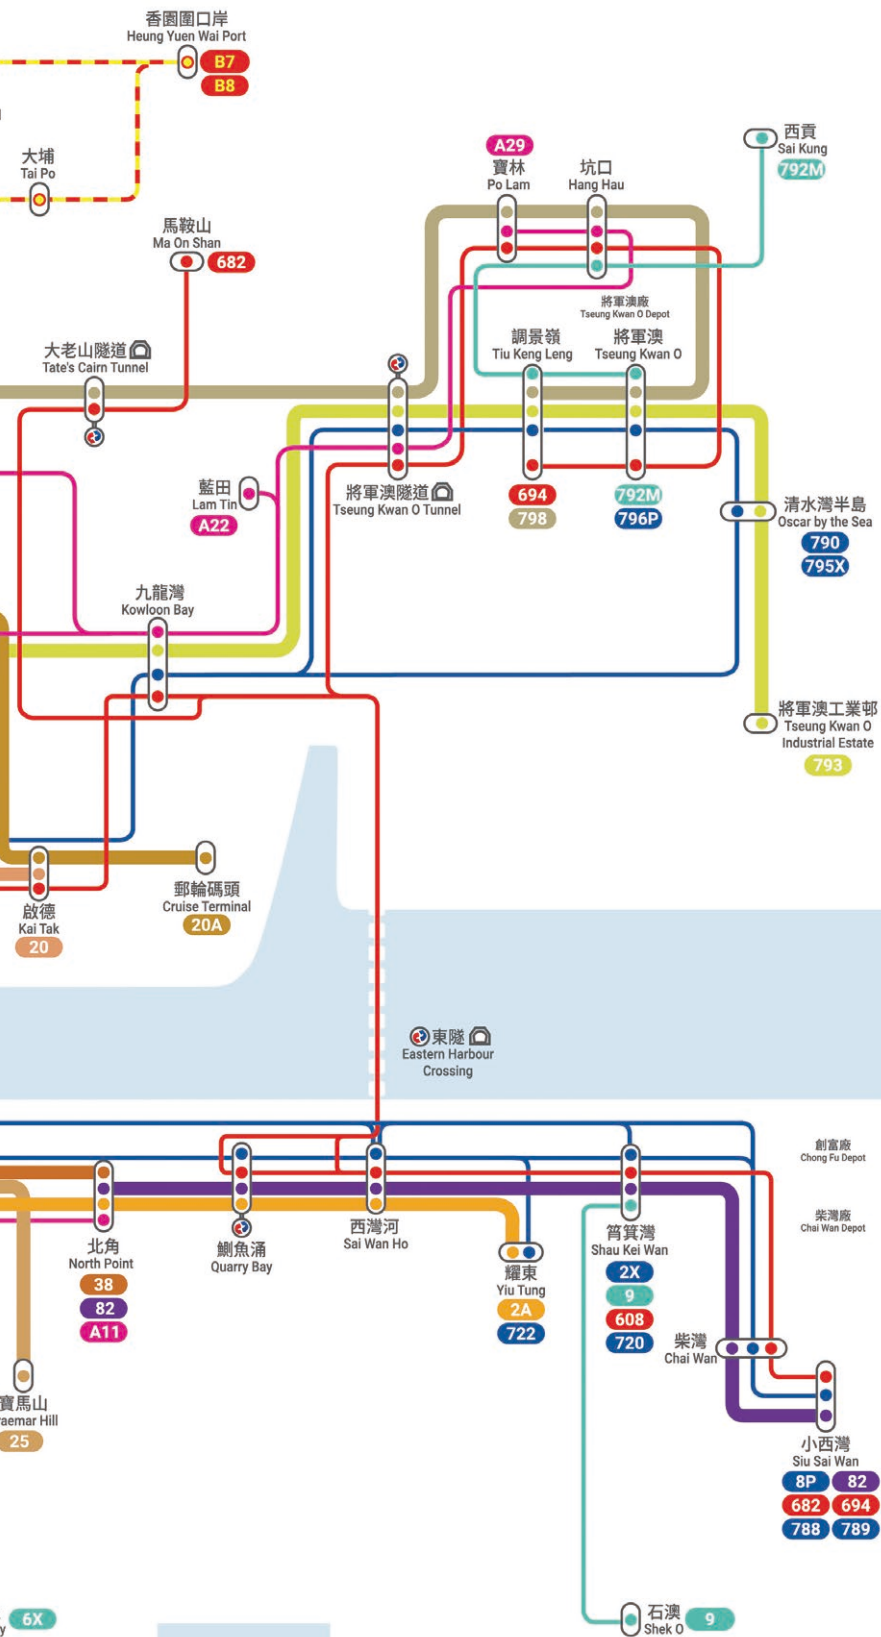 香園圍口岸
Heung Yuen Wai Port
B7
B8
大埔
Tai Po
馬鞍山
Ma On Shan
682
A29
寶林
Po Lam
坑口
Hang Hau
西貢
Sai Kung
792M
將軍澳廠
Tseung Kwan O Depot
大老山隧道
Tate's Cairn Tunnel
調景嶺
Tiu Keng Leng
將軍澳
Tseung Kwan O
藍田
Lam Tin
A22
將軍澳隧道
Tseung Kwan O Tunnel
694
798
792M
796P
清水灣半島
Oscar by the Sea
790
795X
九龍灣
Kowloon Bay
將軍澳工業邨
Tseung Kwan O
Industrial Estate
793
啟德
Kai Tak
20
郵輪碼頭
Cruise Terminal
20A
東隧
Eastern Harbour
Crossing
創富廠
Chong Fu Depot
柴灣廠
Chai Wan Depot
北角
North Point
38
82
A11
鰂魚涌
Quarry Bay
西灣河
Sai Wan Ho
耀東
Yiu Tung
2A
722
筲箕灣
Shau Kei Wan
2X
9
608
720
柴灣
Chai Wan
寶馬山
raemar Hill
25
小西灣
Siu Sai Wan
8P 82
682 694
788 789
6X
y
石澳
Shek O
9